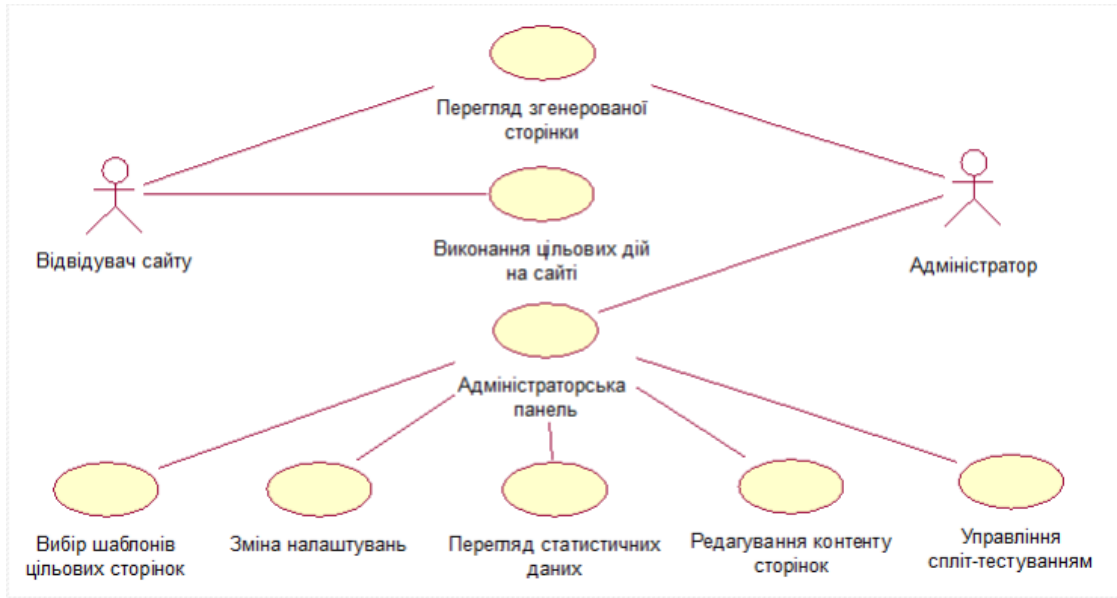 Перегляд згенерованої
сторінки
Відвідувач сайту
Виконання цільових дій
на сайті
Адміністратор
Адміністраторська
панель
Вибір шаблонів
цільових сторінок
Зміна налаштувань
Перегляд статистичних
даних
Редагування контенту
сторінок
Управління
спліт-тестуванням